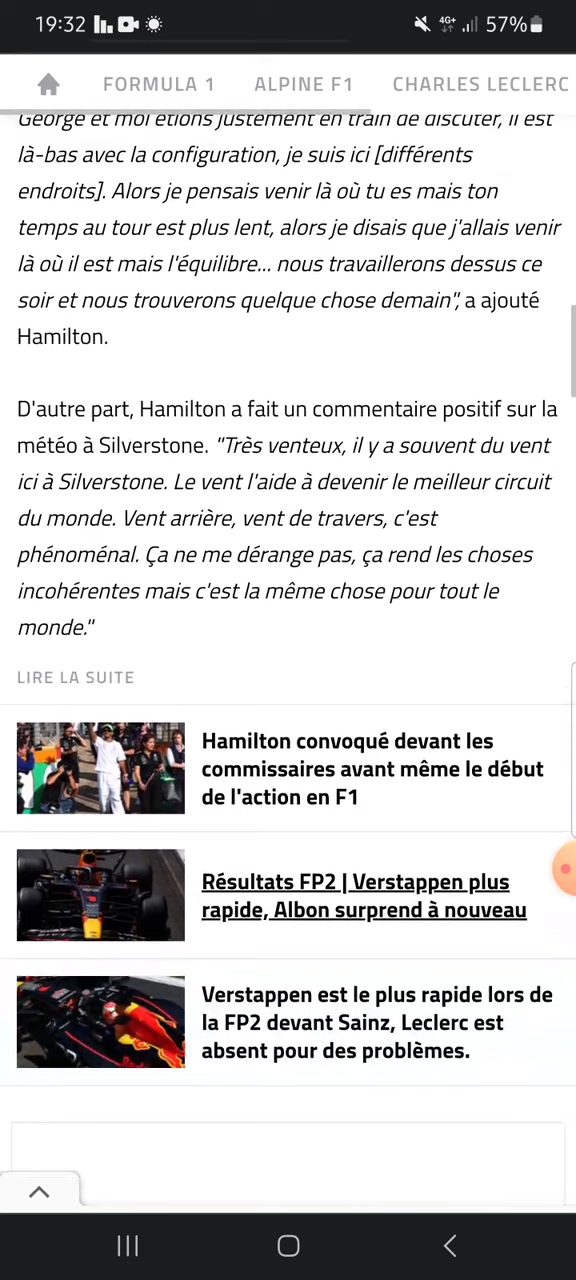 19:32 4G+ 57%
FORMULA 1 ALPINE F1 CHARLES LECLERC
George et moi étions justement en train de discuter, il est
là-bas avec la configuration, je suis ici [différents
endroits]. Alors je pensais venir là où tu es mais ton
temps au tour est plus lent, alors je disais que j'allais venir
là où il est mais l'équilibre... nous travaillerons dessus ce
soir et nous trouverons quelque chose demain", a ajouté
Hamilton.
D'autre part, Hamilton a fait un commentaire positif sur la
météo à Silverstone. "Très venteux, il y a souvent du vent
ici à Silverstone. Le vent l'aide à devenir le meilleur circuit
du monde. Vent arrière, vent de travers, c'est
phénoménal. Ça ne me dérange pas, ça rend les choses
incohérentes mais c'est la même chose pour tout le
monde."
LIRE LA SUITE
Hamilton convoqué devant les
commissaires avant même le début
de l'action en F1
Résultats FP2 | Verstappen plus
rapide, Albon surprend à nouveau
Verstappen est le plus rapide lors de
la FP2 devant Sainz, Leclerc est
absent pour des problèmes.